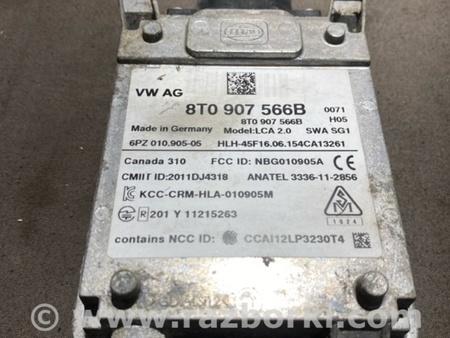 HELLA
VW AG
8T0 907 566B 0071
8T0 907 566B H05
Made in Germany Model:LCA 2.0 SWA SG1
6PZ 010.905-05 HLH-45F16.06.154CA13261
Canada 310 FCC ID: NBG010905A
CMIIT ID:2011DJ4318 ANATEL 3336-11-2856
KCC-CRM-HLA-010905M
R 201 Y 11215263
1024
contains NCC ID: CCAI12LP3230T4
© www.razborki.com